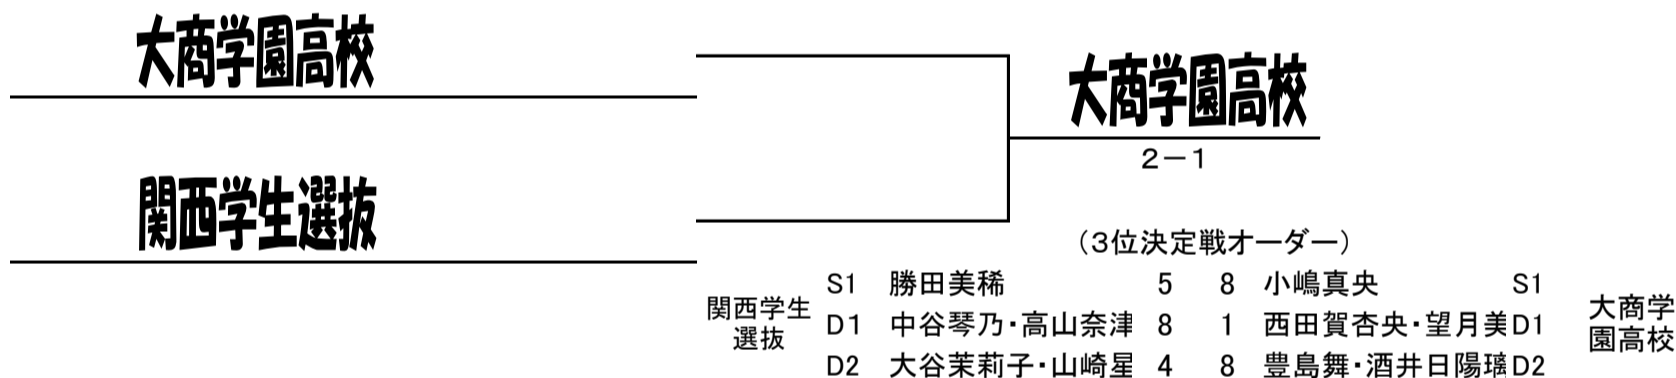 大商学園高校
大商学園高校
2-1
関西学生選抜
(3位決定戦オーダー)
関西学生
選抜
S1 勝田美稀 5 8 小嶋真央 S1
D1 中谷琴乃・高山奈津 8 1 西田賀杏央・望月美 D1
D2 大谷茉莉子・山崎星 4 8 豊島舞・酒井日陽璃 D2
大商学
園高校